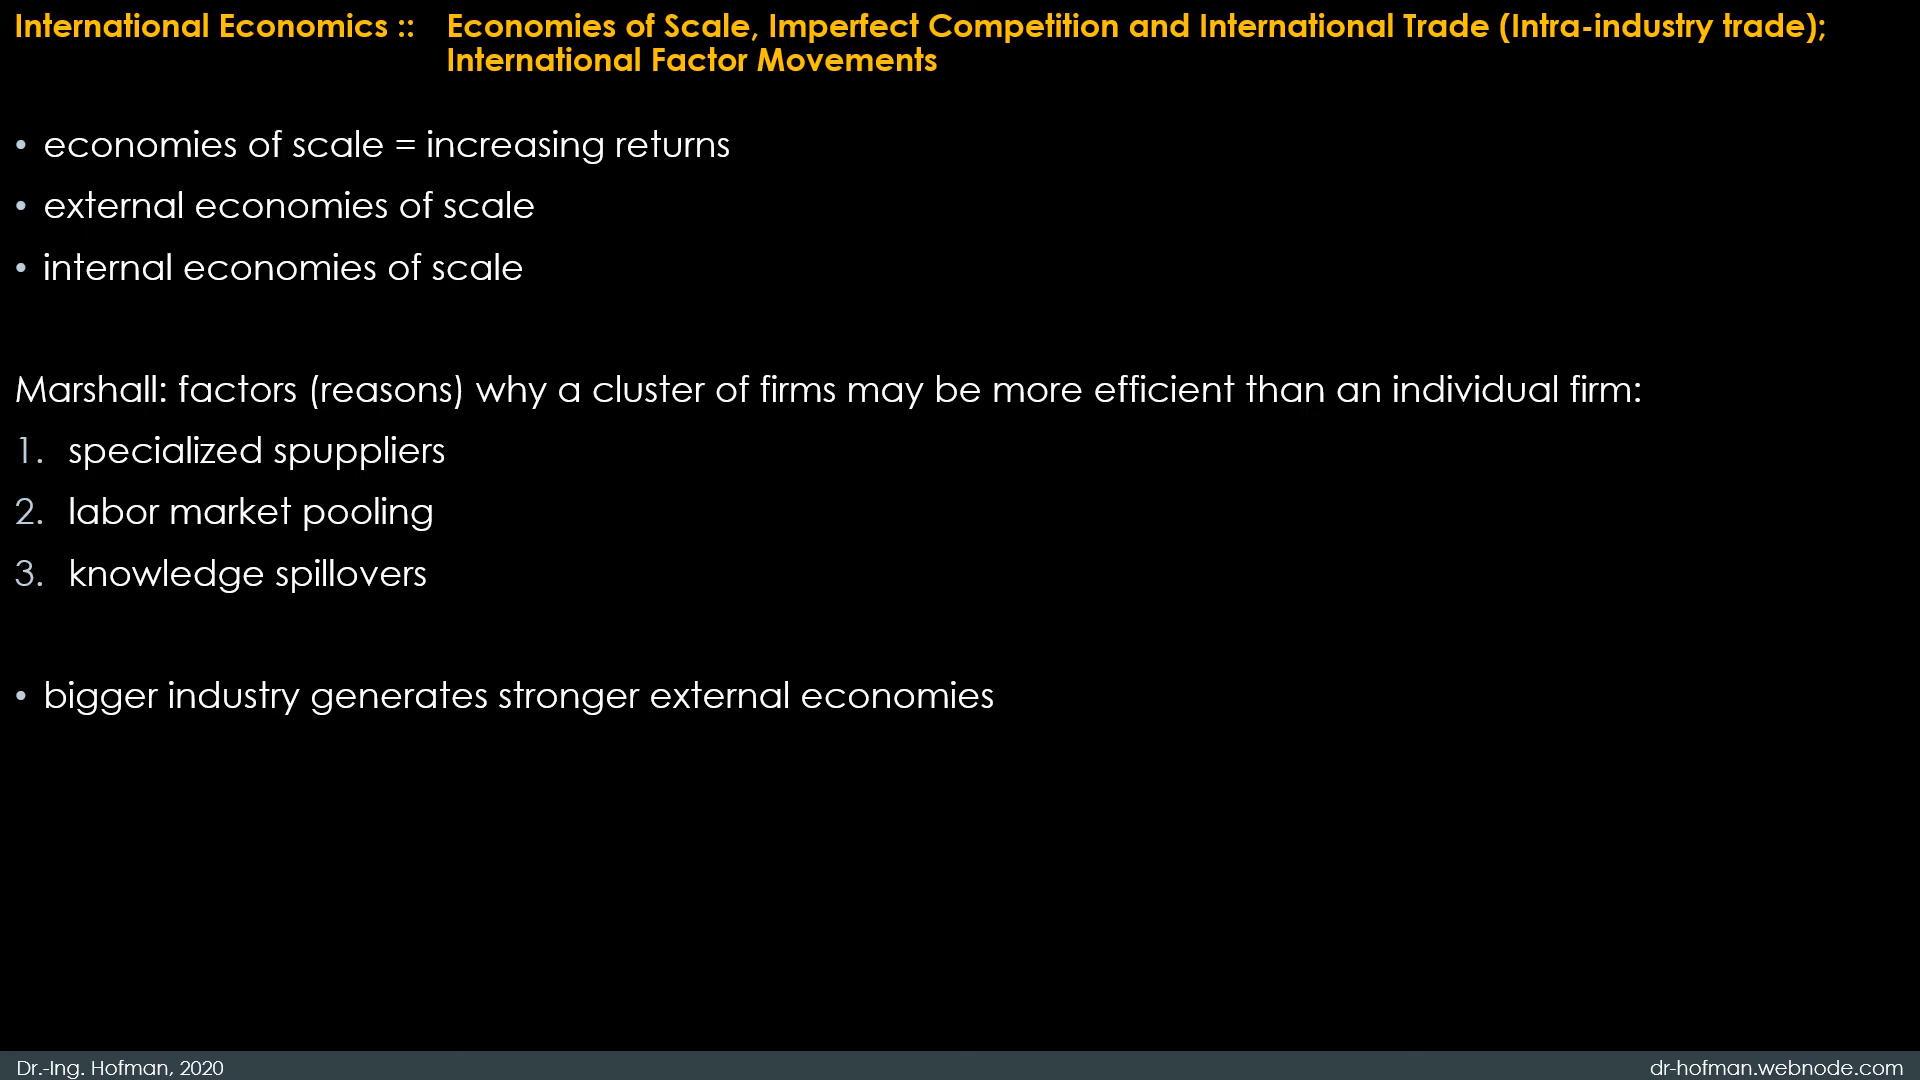 International Economics :: Economies of Scale, Imperfect Competition and International Trade (Intra-industry trade);
International Factor Movements
• economies of scale = increasing returns
• external economies of scale
• internal economies of scale
Marshall: factors (reasons) why a cluster of firms may be more efficient than an individual firm:
1. specialized spuppliers
2. labor market pooling
3. knowledge spillovers
• bigger industry generates stronger external economies
Dr.-Ing. Hofman, 2020
dr-hofman.webnode.com